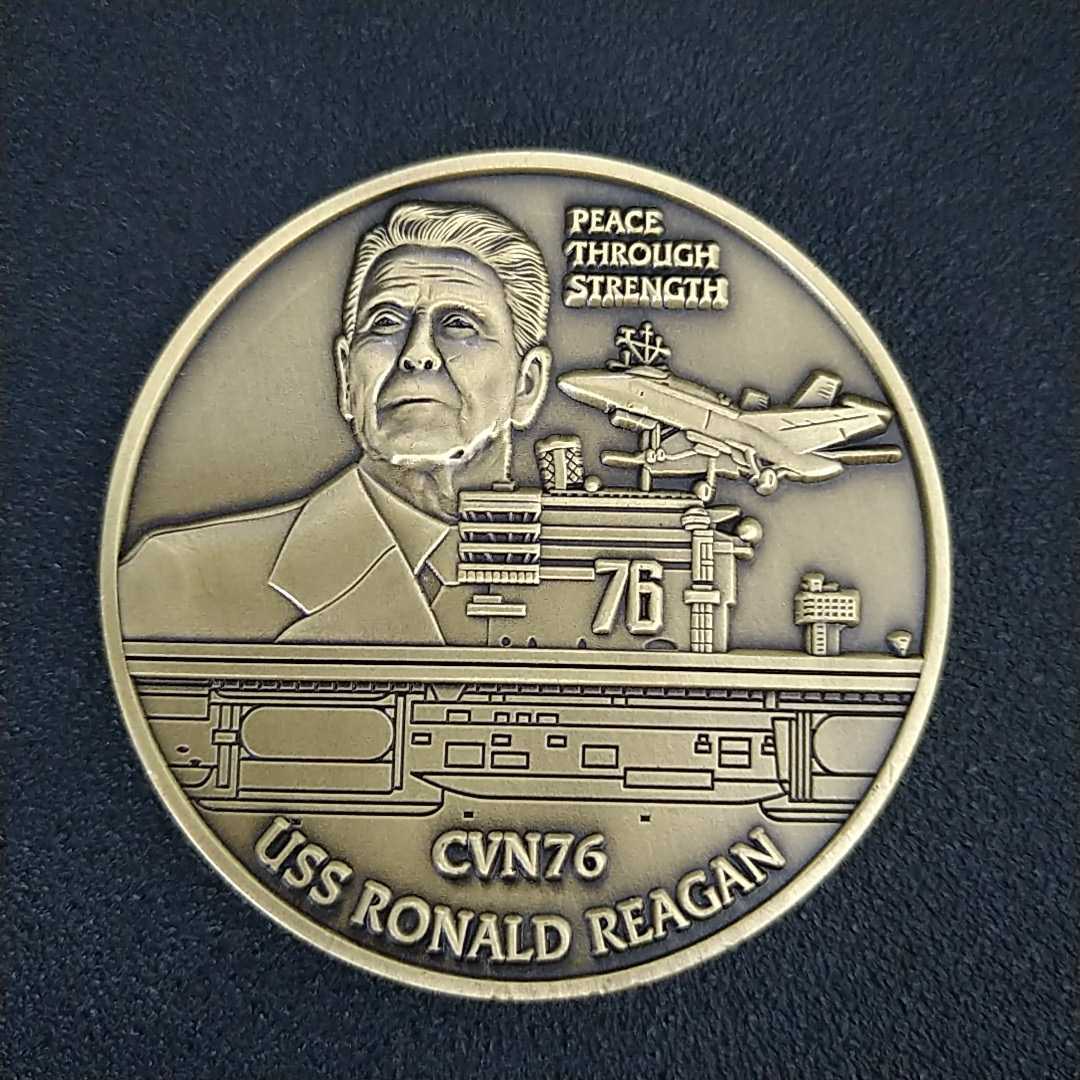 PEACE
THROUGH
STRENGTH
76
CVN76
USS RONALD REAGAN